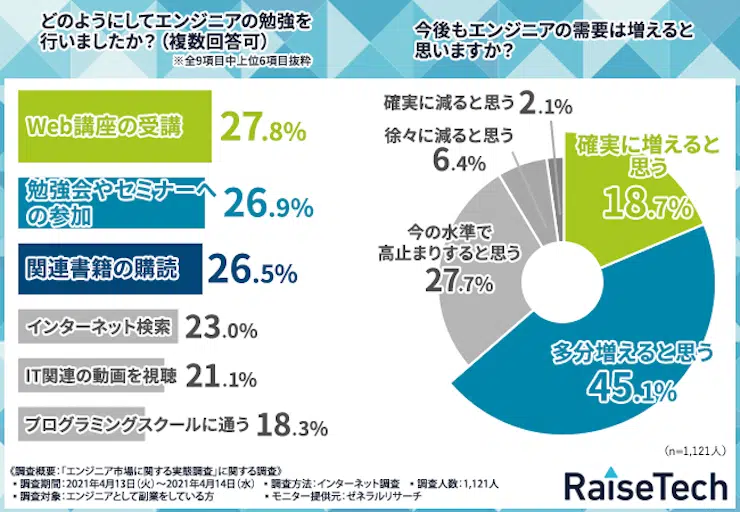 どのようにしてエンジニアの勉強を
行いましたか？（複数回答可）
※全9項目中上位6項目抜粋
Web講座の受講 27.8%
勉強会やセミナーへ
の参加 26.9%
関連書籍の購読 26.5%
インターネット検索 23.0%
IT関連の動画を視聴 21.1%
プログラミングスクールに通う 18.3%
今後もエンジニアの需要は増えると
思いますか？
確実に減ると思う 2.1%
徐々に減ると思う
6.4%
今の水準で
高止まりすると思う
27.7%
確実に増えると
思う
18.7%
多分増えると思う
45.1%
（n=1,121人）
《調査概要：「エンジニア市場に関する実態調査」に関する調査》
・調査期間：2021年4月13日（火）～2021年4月14日（水） ・調査方法：インターネット調査 ・調査人数：1,121人
・調査対象：エンジニアとして副業をしている方 ・モニター提供元：ゼネラルリサーチ
RaiseTech